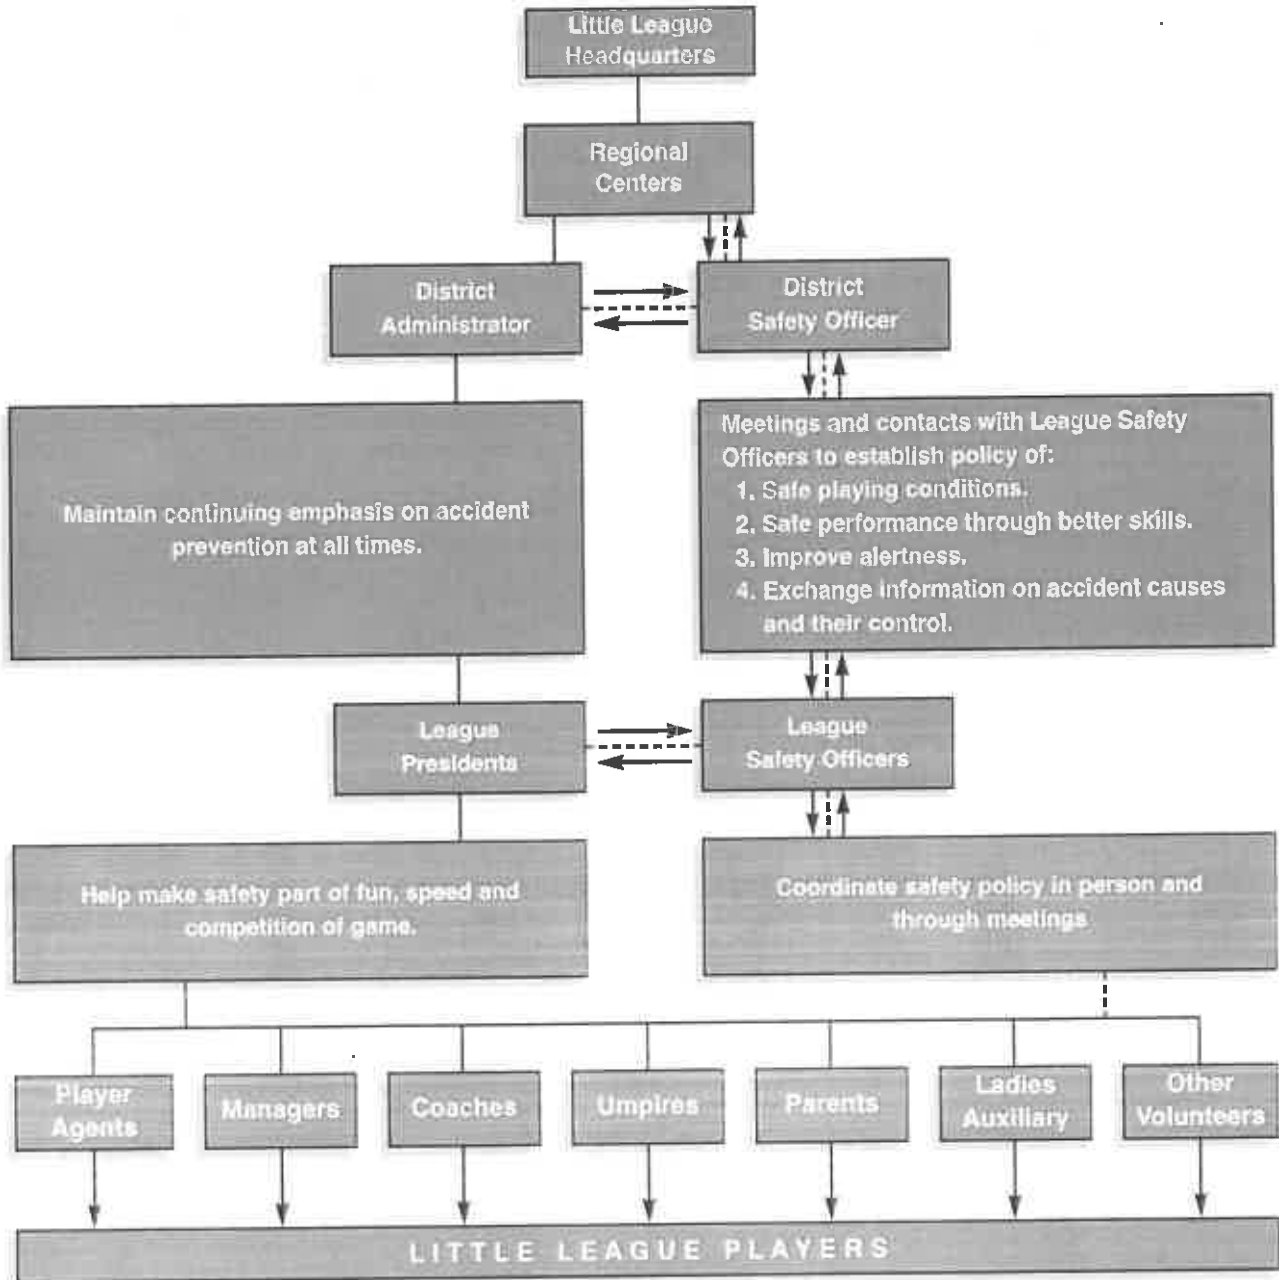 Little League
Headquarters
Regional
Centers
District
Administrator
District
Safety Officer
Maintain continuing emphasis on accident
prevention at all times.
Meetings and contacts with League Safety
Officers to establish policy of:
1. Safe playing conditions.
2. Safe performance through better skills.
3. Improve alertness.
4. Exchange information on accident causes
and their control.
League
Presidents
League
Safety Officers
Help make safety part of fun, speed and
competition of game.
Coordinate safety policy in person and
through meetings
Player
Agents
Managers
Coaches
Umpires
Parents
Ladies
Auxiliary
Other
Volunteers
LITTLE LEAGUE PLAYERS